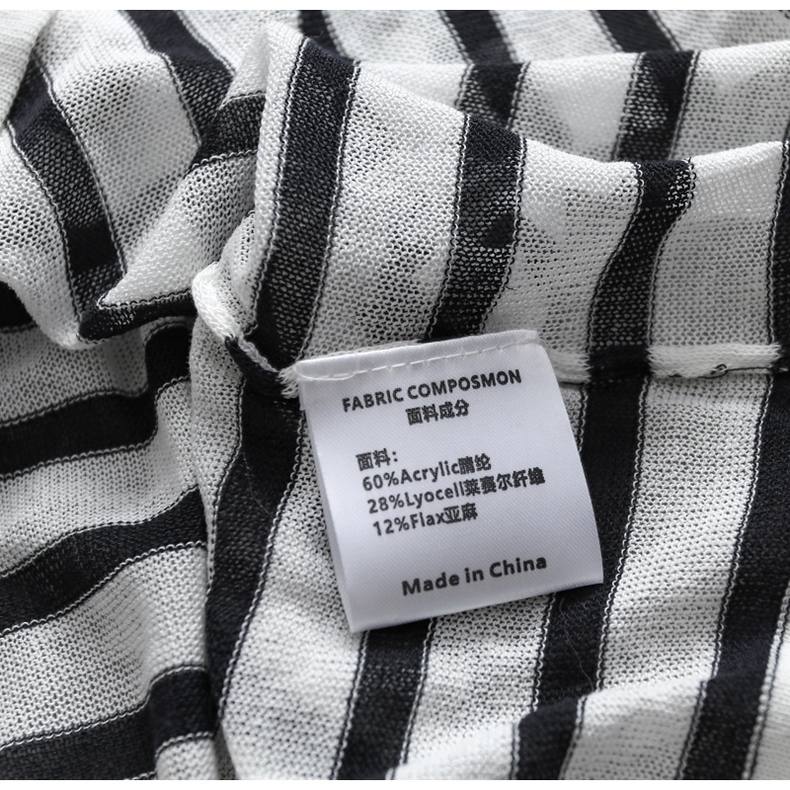 FABRIC COMPOSMON
面料成分
面料：
60%Acrylic腈纶
28%Lyocell莱赛尔纤维
12%Flax亚麻
Made in China